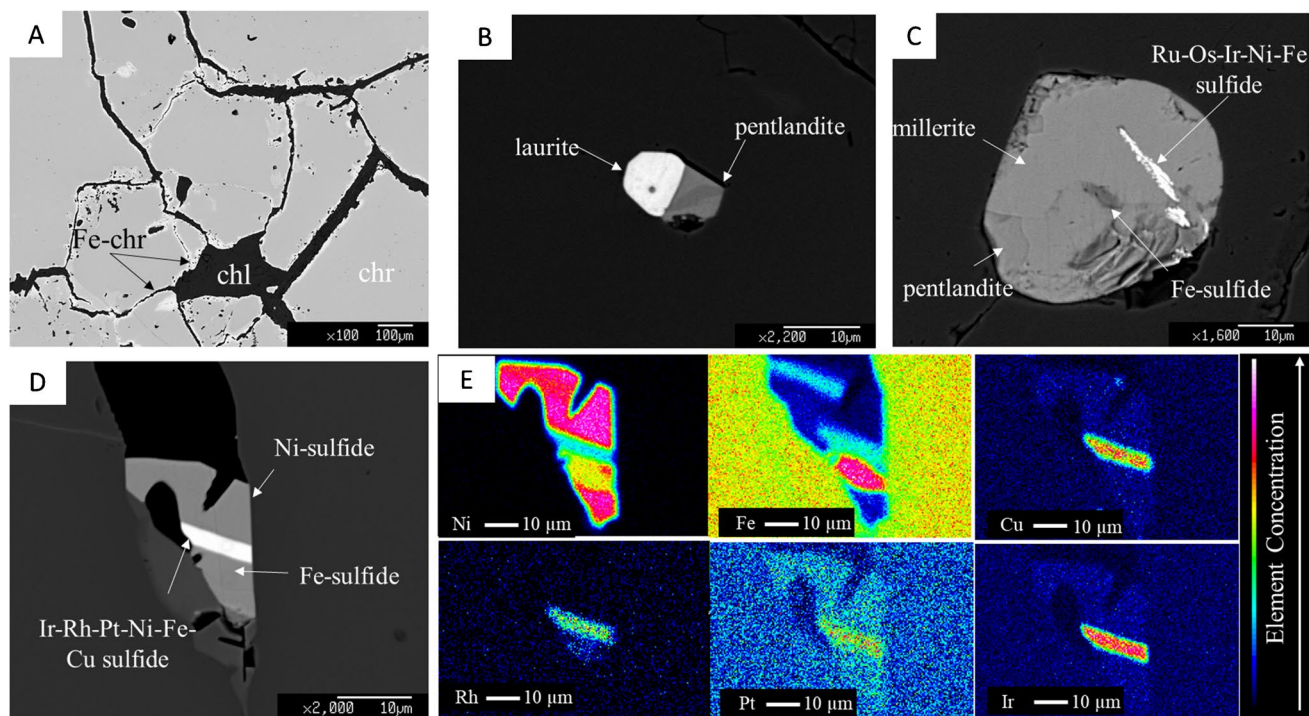 A
Fe-chr
chl
chr
×100 100μm
B
laurite
pentlandite
×2,200 10μm
C
Ru-Os-Ir-Ni-Fe
sulfide
millerite
pentlandite
Fe-sulfide
×1,600 10μm
D
Ni-sulfide
Fe-sulfide
Ir-Rh-Pt-Ni-Fe-
Cu sulfide
×2,000 10μm
E
Ni 10 μm
Fe 10 μm
Cu 10 μm
Rh 10 μm
Pt 10 μm
Ir 10 μm
Element Concentration